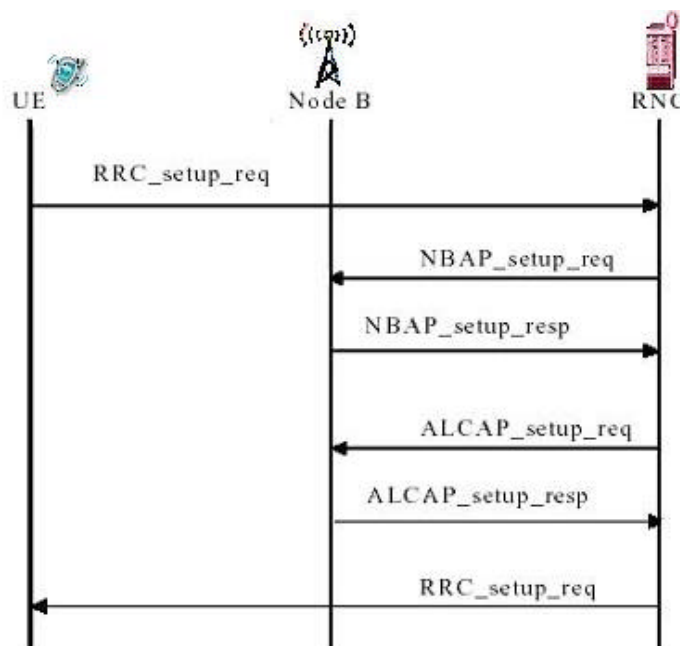 UE
Node B
RNC
RRC_setup_req
NBAP_setup_req
NBAP_setup_resp
ALCAP_setup_req
ALCAP_setup_resp
RRC_setup_req